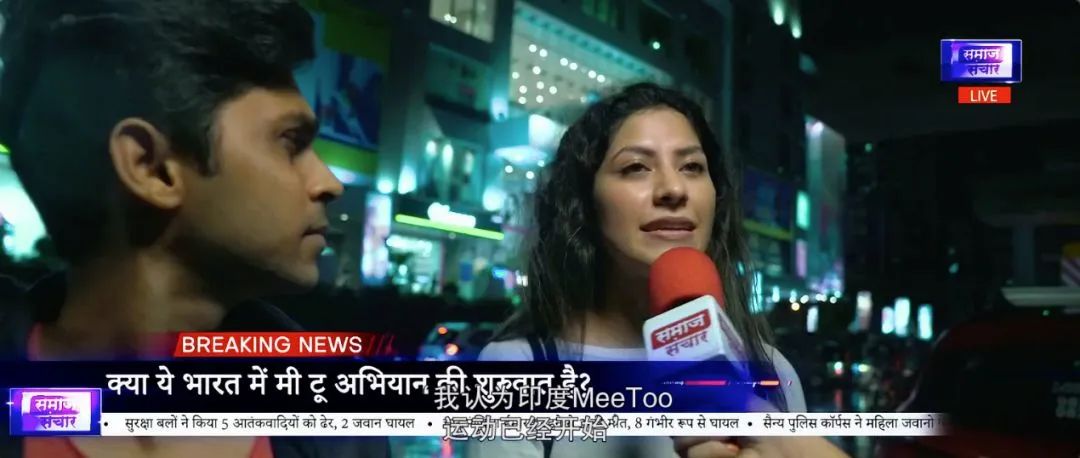 समाज
संचार
LIVE
समाज
संचार
BREAKING NEWS
क्या ये भारत में मी टू अभियान की शुरुवात है?
我认为印度MeeToo
运动已经开始
समाज
संचार
• सुरक्षा बलों ने किया 5 आतंकवादियों को ढेर, 2 जवान घायल • 8 गंभीर रूप से घायल • सैन्य पुलिस कॉर्पस ने महिला जवानो